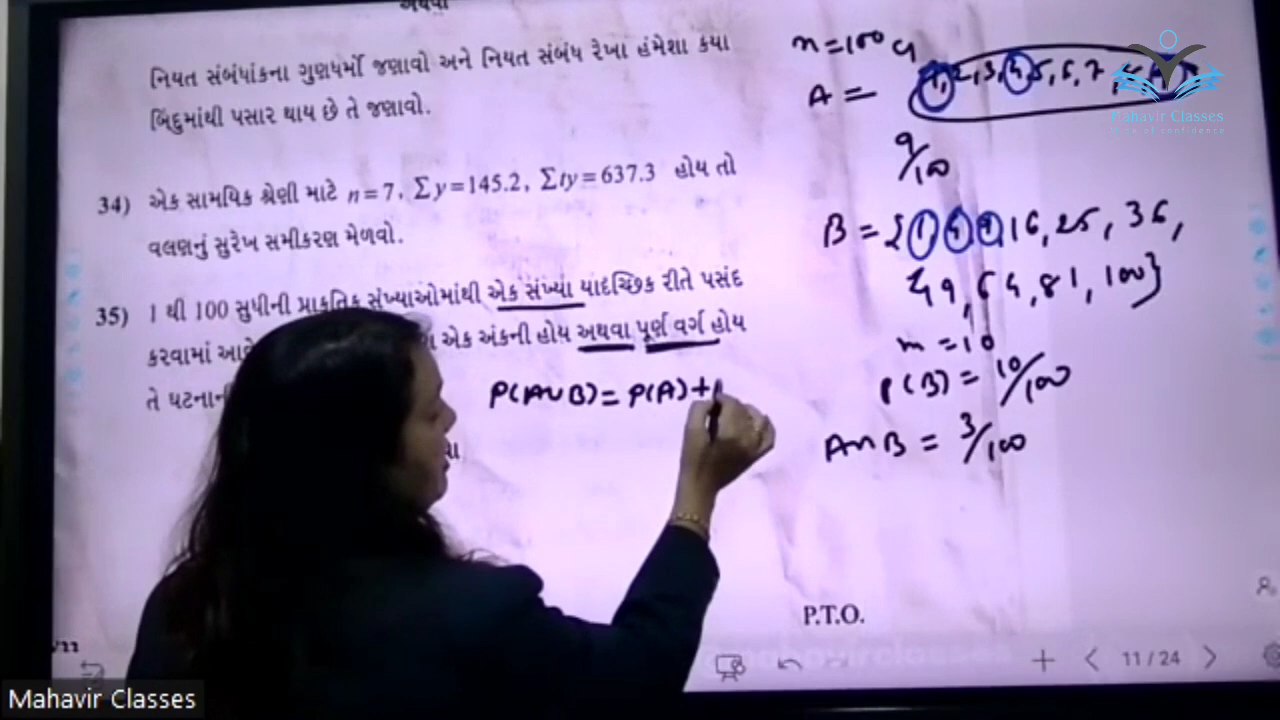 અથવા
નિયત સંબંધાંકના ગુણધર્મો જણાવો અને નિયત સંબંધ રેખા હંમેશા કયા
બિંદુમાંથી પસાર થાય છે તે જણાવો.
34) એક સામયિક શ્રેણી માટે n=7, Σy=145.2, Σty=637.3 હોય તો
વલણનું સુરેખ સમીકરણ મેળવો.
35) 1 થી 100 સુધીની પ્રાકૃતિક સંખ્યાઓમાંથી એક સંખ્યા યાદચ્છિક રીતે પસંદ
કરવામાં એક અંકની હોય અથવા પૂર્ણ વર્ગ હોય
તે
P(A∪B) = P(A) +
n=100
A = 1, 2, 3, 4, 5, 6, 7
9/100
B = { 1, 4, 9, 16, 25, 36,
49, 64, 81, 100}
m = 10
P(B) = 10/100
A∩B = 3/100
P.T.O.
11 / 24
Mahavir Classes
Mahavir Classes